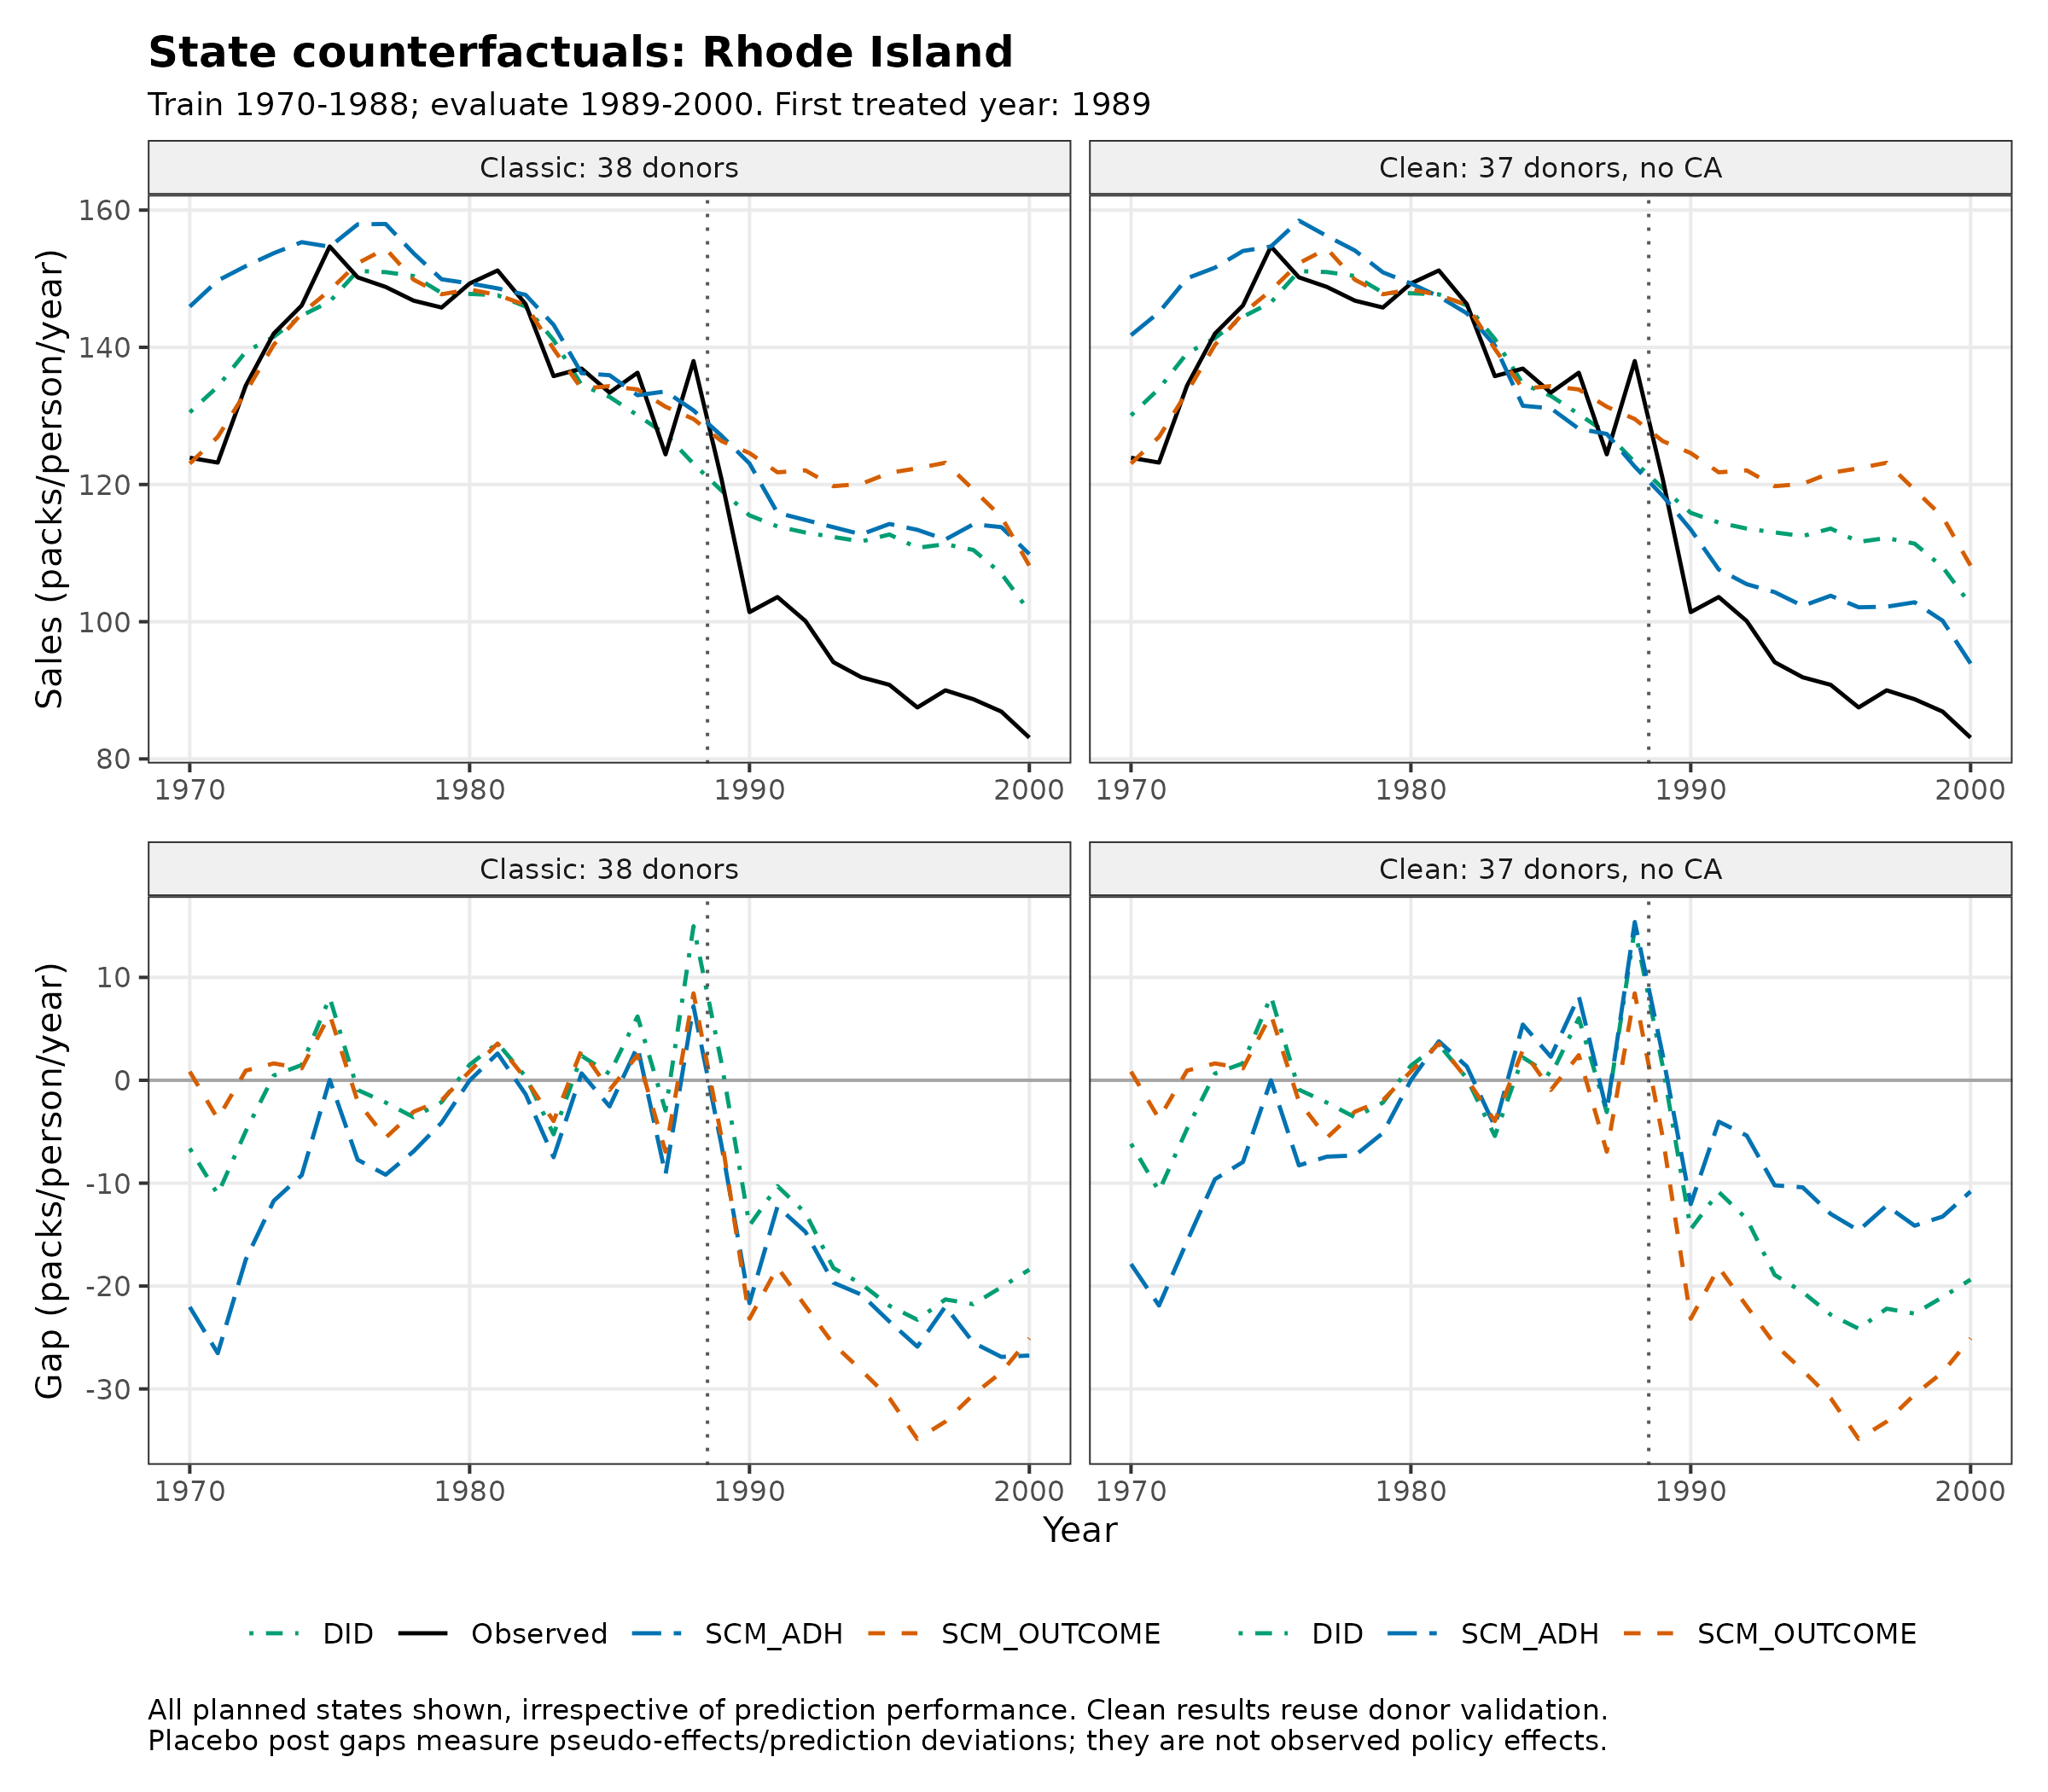 State counterfactuals: Rhode Island
Train 1970-1988; evaluate 1989-2000. First treated year: 1989
Classic: 38 donors
Clean: 37 donors, no CA
Sales (packs/person/year)
160
140
120
100
80
1970 1980 1990 2000
1970 1980 1990 2000
Classic: 38 donors
Clean: 37 donors, no CA
Gap (packs/person/year)
10
0
-10
-20
-30
1970 1980 1990 2000
1970 1980 1990 2000
Year
DID Observed SCM_ADH SCM_OUTCOME
DID SCM_ADH SCM_OUTCOME
All planned states shown, irrespective of prediction performance. Clean results reuse donor validation.
Placebo post gaps measure pseudo-effects/prediction deviations; they are not observed policy effects.